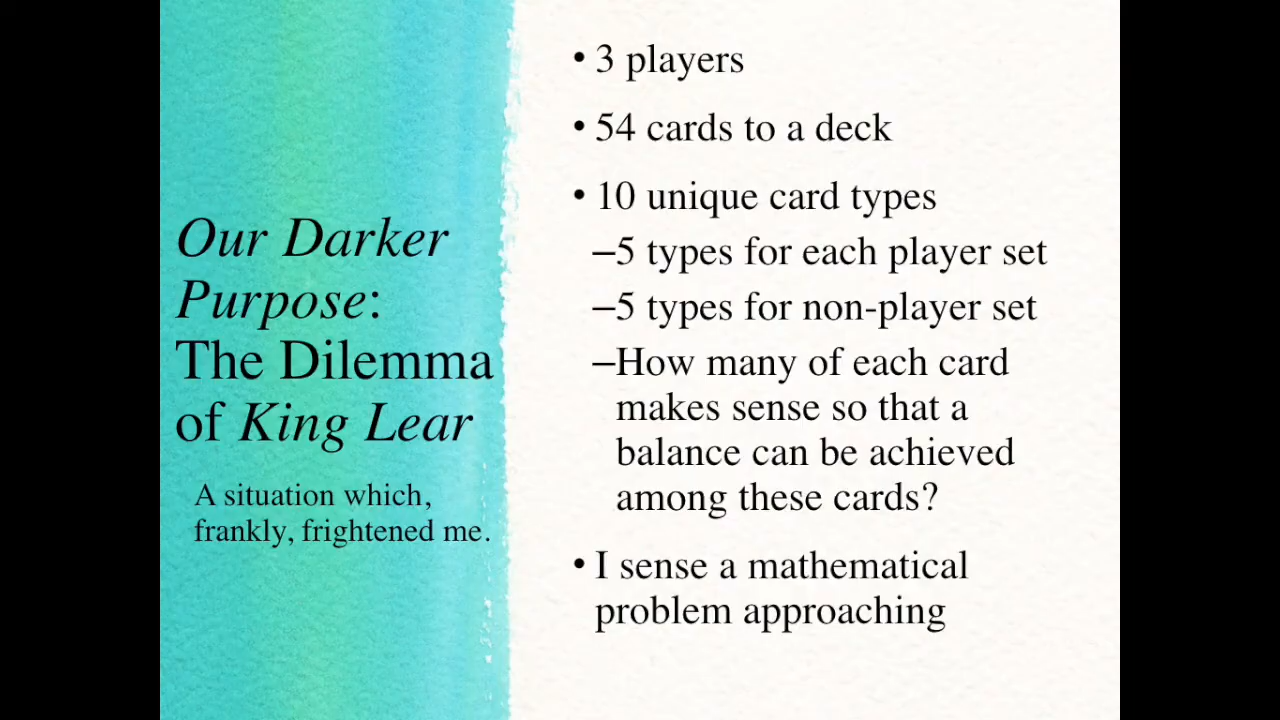 Our Darker
Purpose:
The Dilemma
of King Lear
A situation which,
frankly, frightened me.
• 3 players
• 54 cards to a deck
• 10 unique card types
–5 types for each player set
–5 types for non-player set
–How many of each card
makes sense so that a
balance can be achieved
among these cards?
• I sense a mathematical
problem approaching